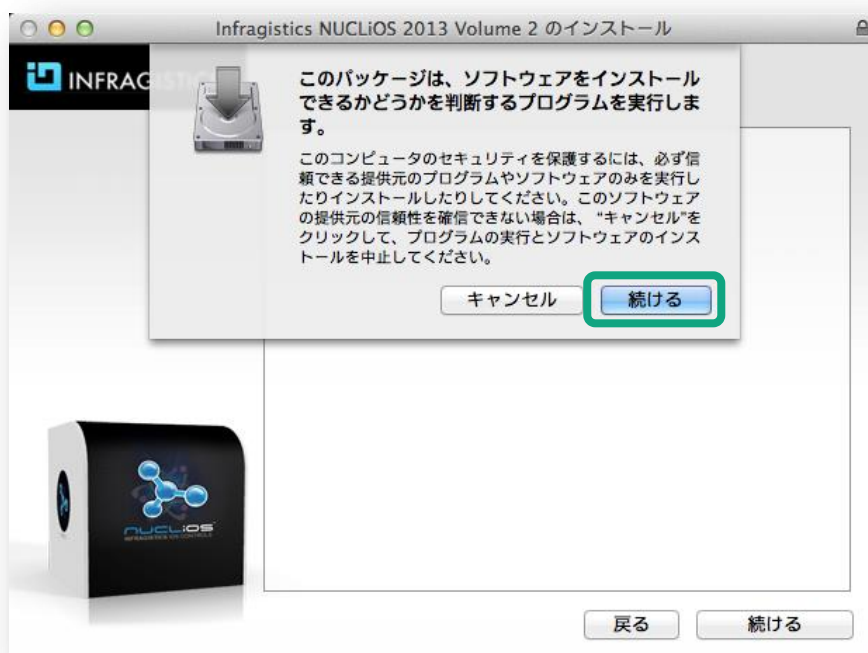 Infragistics NUCLiOS 2013 Volume 2 のインストール
INFRAG
このパッケージは、ソフトウェアをインストール
できるかどうかを判断するプログラムを実行しま
す。
このコンピュータのセキュリティを保護するには、必ず信
頼できる提供元のプログラムやソフトウェアのみを実行し
たりインストールしたりしてください。このソフトウェア
の提供元の信頼性を確信できない場合は、 “キャンセル”を
クリックして、プログラムの実行とソフトウェアのインス
トールを中止してください。
キャンセル
続ける
NUCLiOS
INFRAGISTICS IOS CONTROLS
戻る
続ける